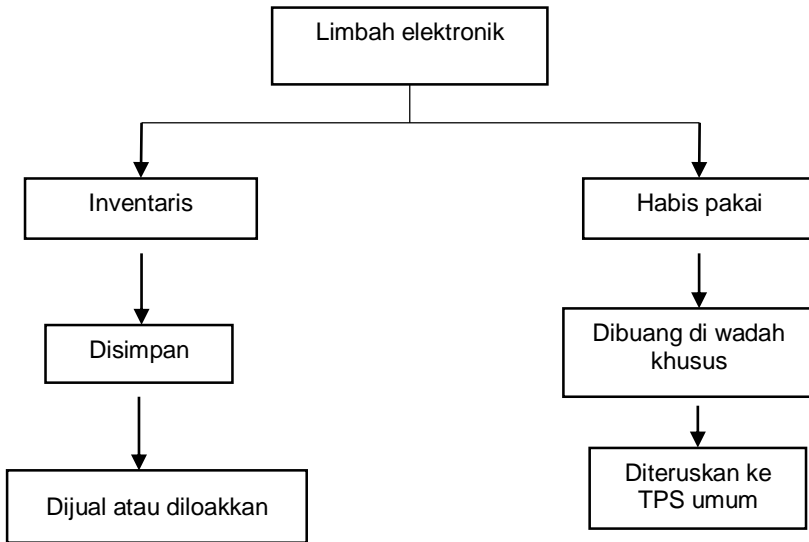 Limbah elektronik
Inventaris
Habis pakai
Disimpan
Dibuang di wadah
khusus
Dijual atau diloakkan
Diteruskan ke
TPS umum